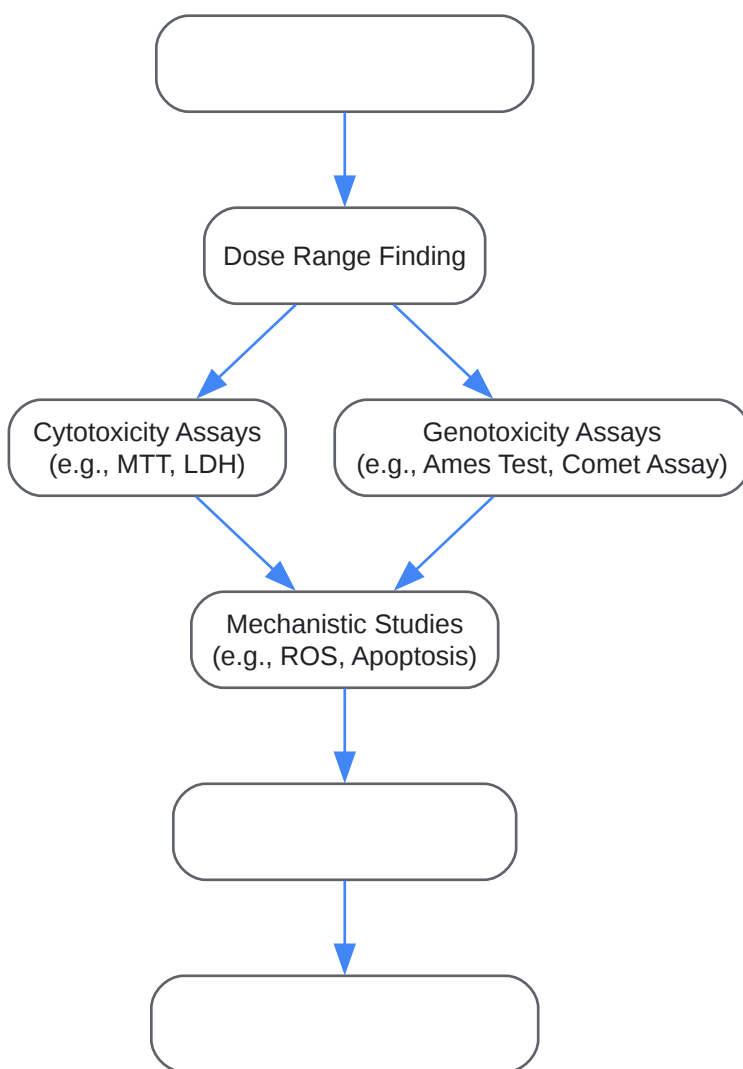 Dose Range Finding
Cytotoxicity Assays
(e.g., MTT, LDH)
Genotoxicity Assays
(e.g., Ames Test, Comet Assay)
Mechanistic Studies
(e.g., ROS, Apoptosis)